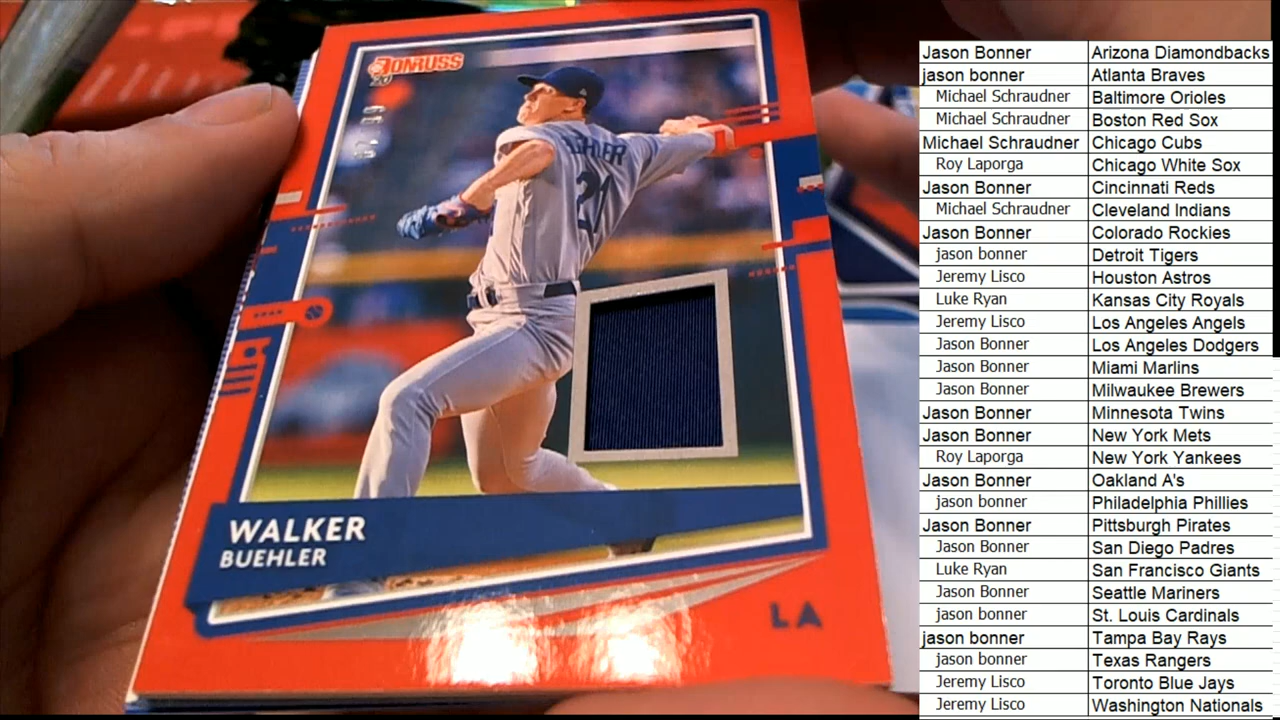 DONRUSS
20
BUEHLER
21
WALKER
BUEHLER
LA
Jason Bonner Arizona Diamondbacks
jason bonner Atlanta Braves
Michael Schraudner Baltimore Orioles
Michael Schraudner Boston Red Sox
Michael Schraudner Chicago Cubs
Roy Laporga Chicago White Sox
Jason Bonner Cincinnati Reds
Michael Schraudner Cleveland Indians
Jason Bonner Colorado Rockies
jason bonner Detroit Tigers
Jeremy Lisco Houston Astros
Luke Ryan Kansas City Royals
Jeremy Lisco Los Angeles Angels
Jason Bonner Los Angeles Dodgers
Jason Bonner Miami Marlins
Jason Bonner Milwaukee Brewers
Jason Bonner Minnesota Twins
Jason Bonner New York Mets
Roy Laporga New York Yankees
Jason Bonner Oakland A's
jason bonner Philadelphia Phillies
Jason Bonner Pittsburgh Pirates
Jason Bonner San Diego Padres
Luke Ryan San Francisco Giants
Jason Bonner Seattle Mariners
jason bonner St. Louis Cardinals
jason bonner Tampa Bay Rays
jason bonner Texas Rangers
Jeremy Lisco Toronto Blue Jays
Jeremy Lisco Washington Nationals